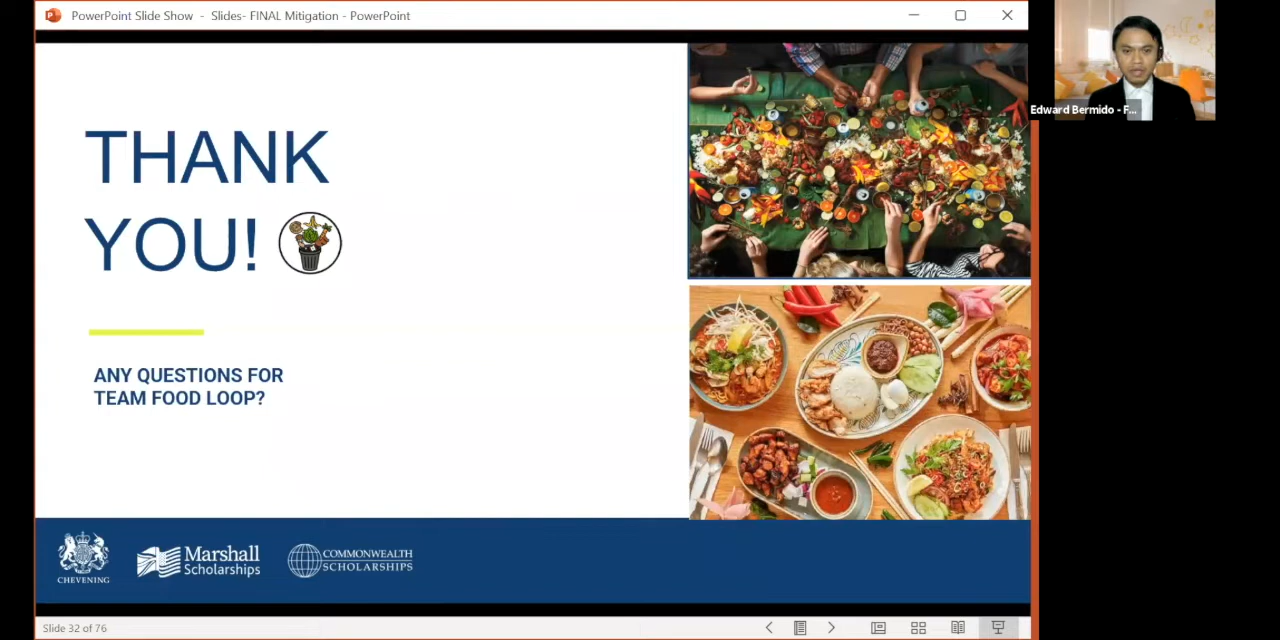 PowerPoint Slide Show - Slides- FINAL Mitigation - PowerPoint
Edward Bermido - F...
THANK
YOU!
ANY QUESTIONS FOR
TEAM FOOD LOOP?
CHEVENING
Marshall
Scholarships
COMMONWEALTH
SCHOLARSHIPS
Slide 32 of 76